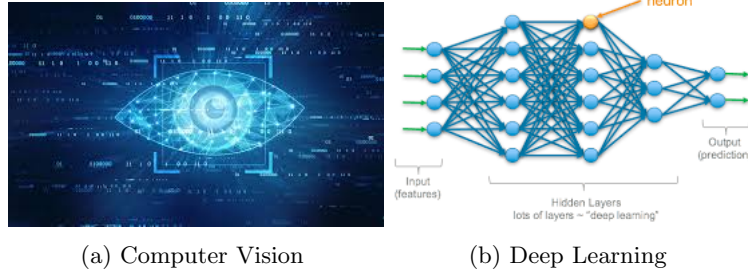 neuron
Output
(prediction
Input
(features)
Hidden Layers
lots of layers ~ "deep learning"
(a) Computer Vision
(b) Deep Learning